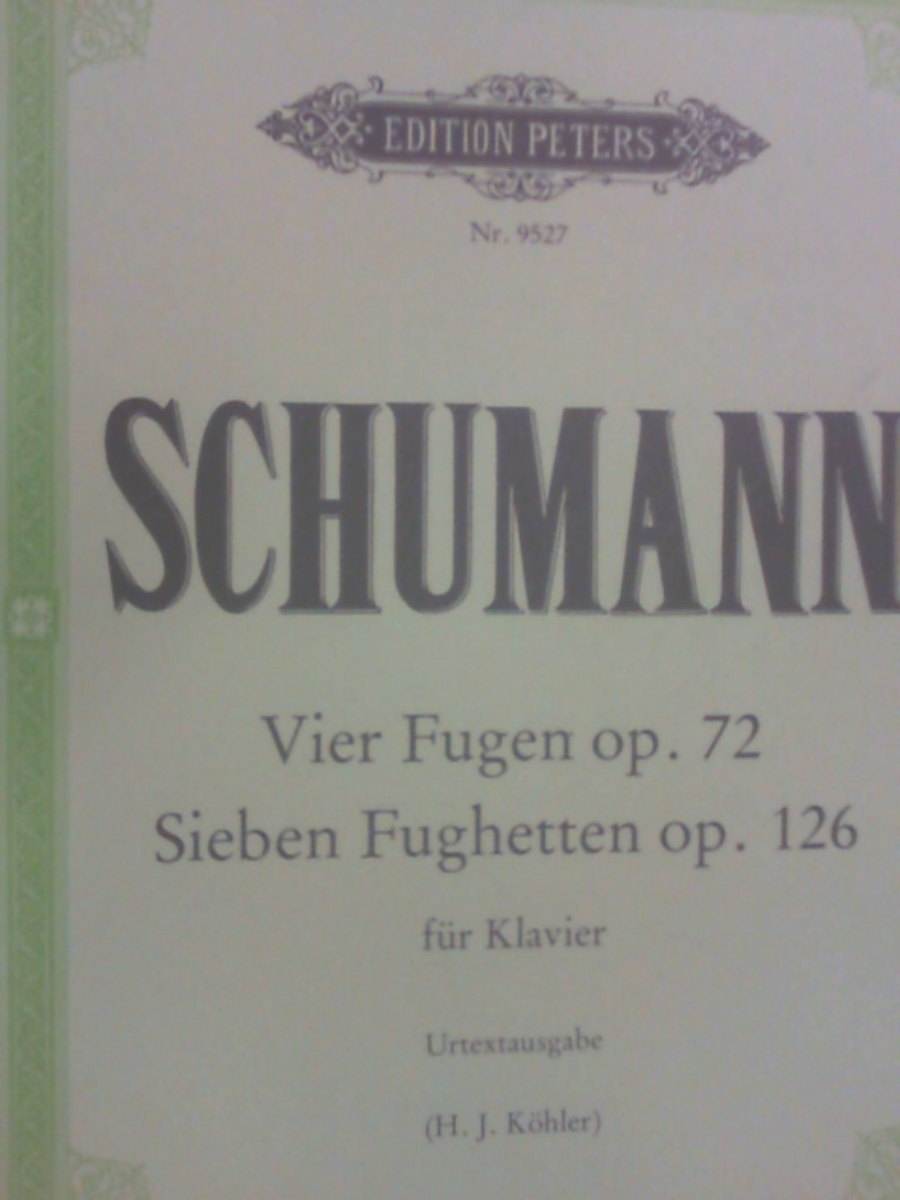 EDITION PETERS
Nr. 9527
SCHUMANN
Vier Fugen op. 72
Sieben Fughetten op. 126
für Klavier
Urtextausgabe
(H. J. Köhler)